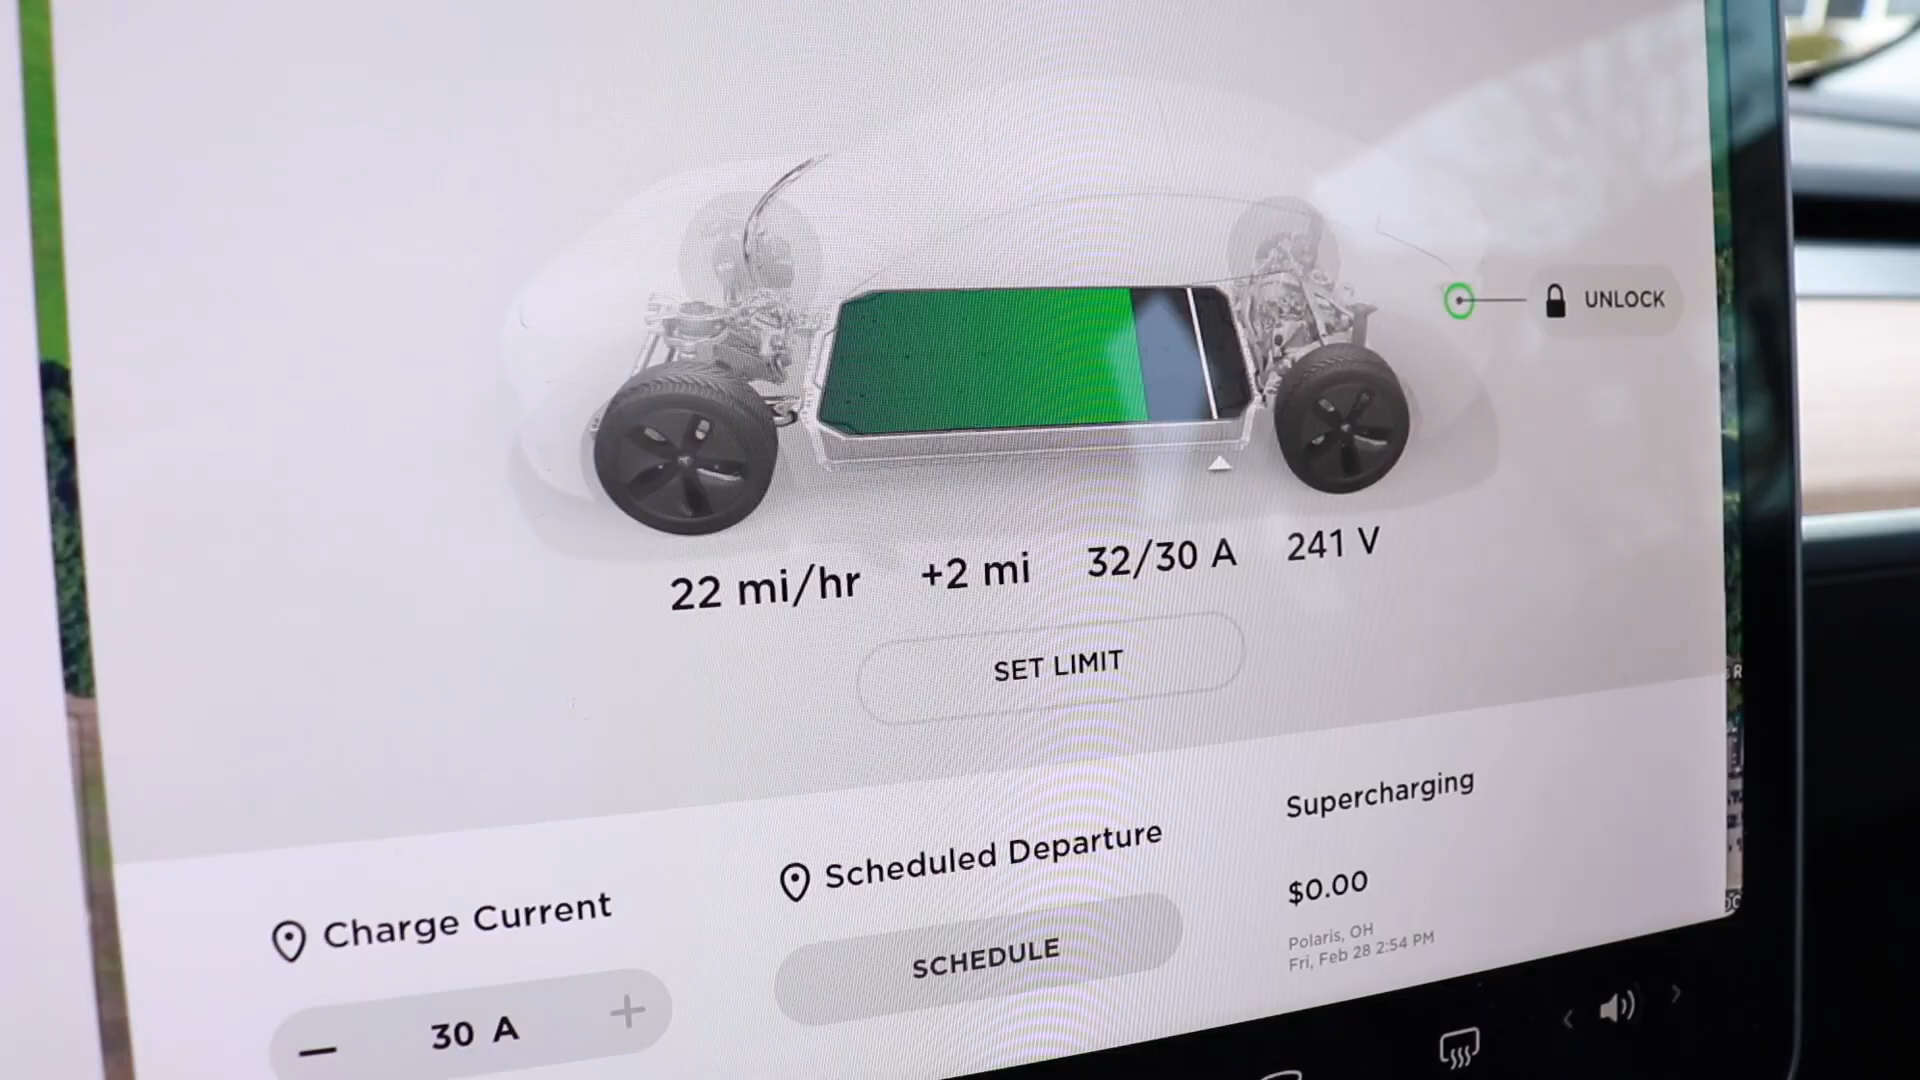 UNLOCK
22 mi/hr +2 mi 32/30 A 241 V
SET LIMIT
Charge Current
30 A
Scheduled Departure
SCHEDULE
Supercharging
$0.00
Polaris, OH
Fri, Feb 28 2:54 PM